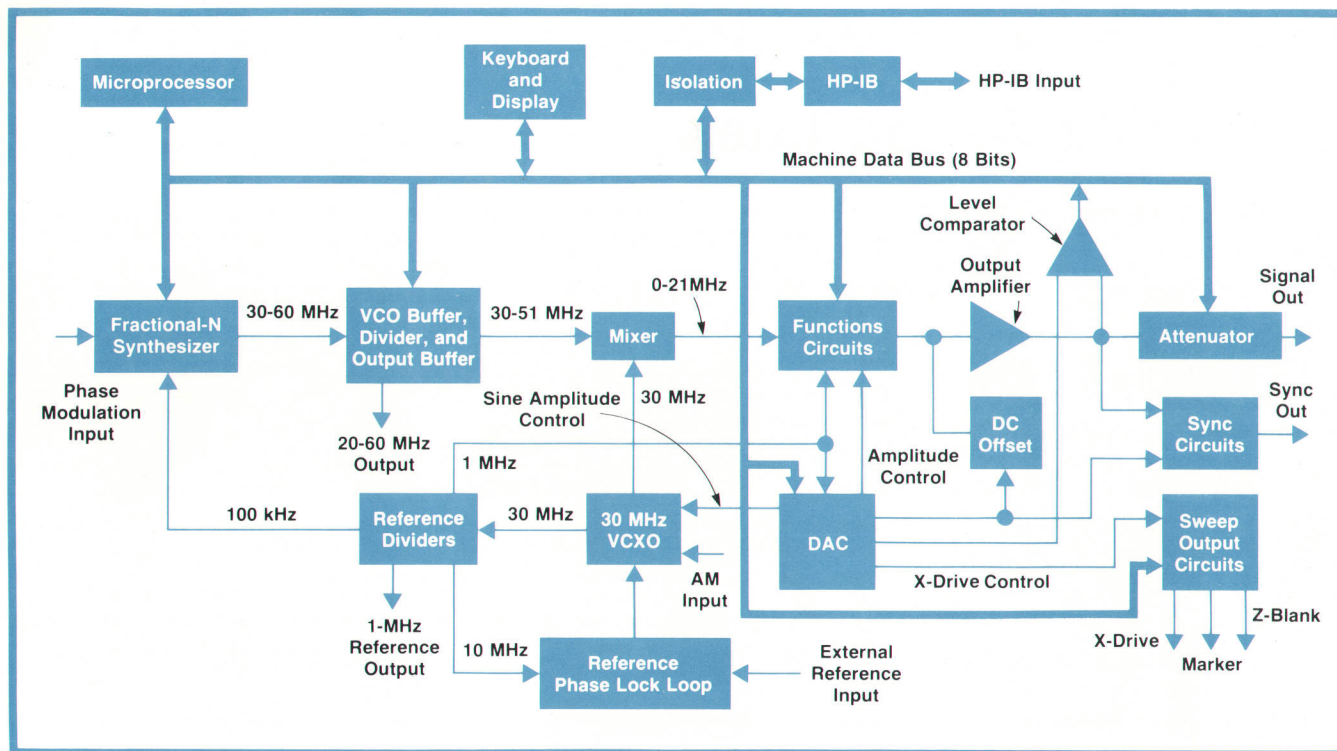 Microprocessor
Keyboard
and
Display
Isolation
HP-IB
HP-IB Input
Machine Data Bus (8 Bits)
Level
Comparator
Output
Amplifier
Signal
Out
0-21MHz
Fractional-N
Synthesizer
30-60 MHz
VCO Buffer,
Divider, and
Output Buffer
30-51 MHz
Mixer
Functions
Circuits
Attenuator
Phase
Modulation
Input
20-60 MHz
Output
30 MHz
Sine Amplitude
Control
1 MHz
Amplitude
Control
DC
Offset
Sync
Circuits
Sync
Out
100 kHz
Reference
Dividers
30 MHz
30 MHz
VCXO
AM
Input
DAC
X-Drive Control
Sweep
Output
Circuits
1-MHz
Reference
Output
10 MHz
Reference
Phase Lock Loop
External
Reference
Input
X-Drive
Marker
Z-Blank